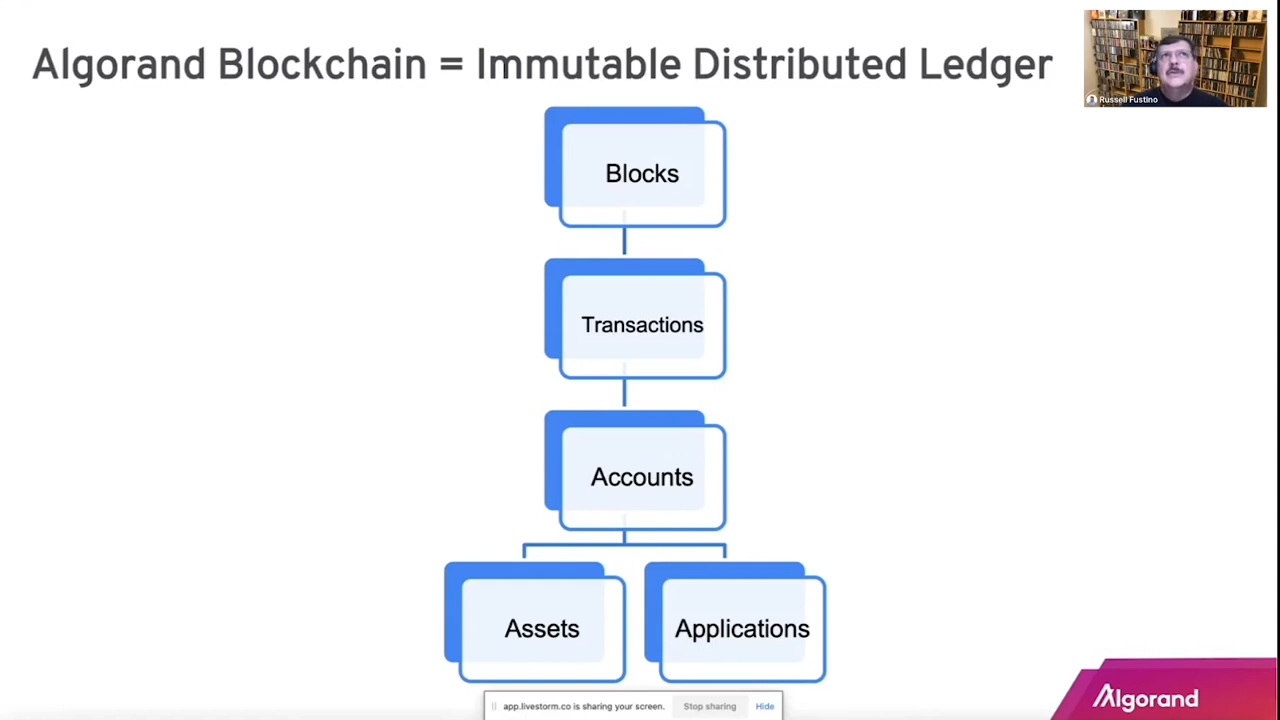 Algorand Blockchain = Immutable Distributed Ledger
Russell Fustino
Blocks
Transactions
Accounts
Assets
Applications
app.livestorm.co is sharing your screen.
Stop sharing
Hide
Algorand